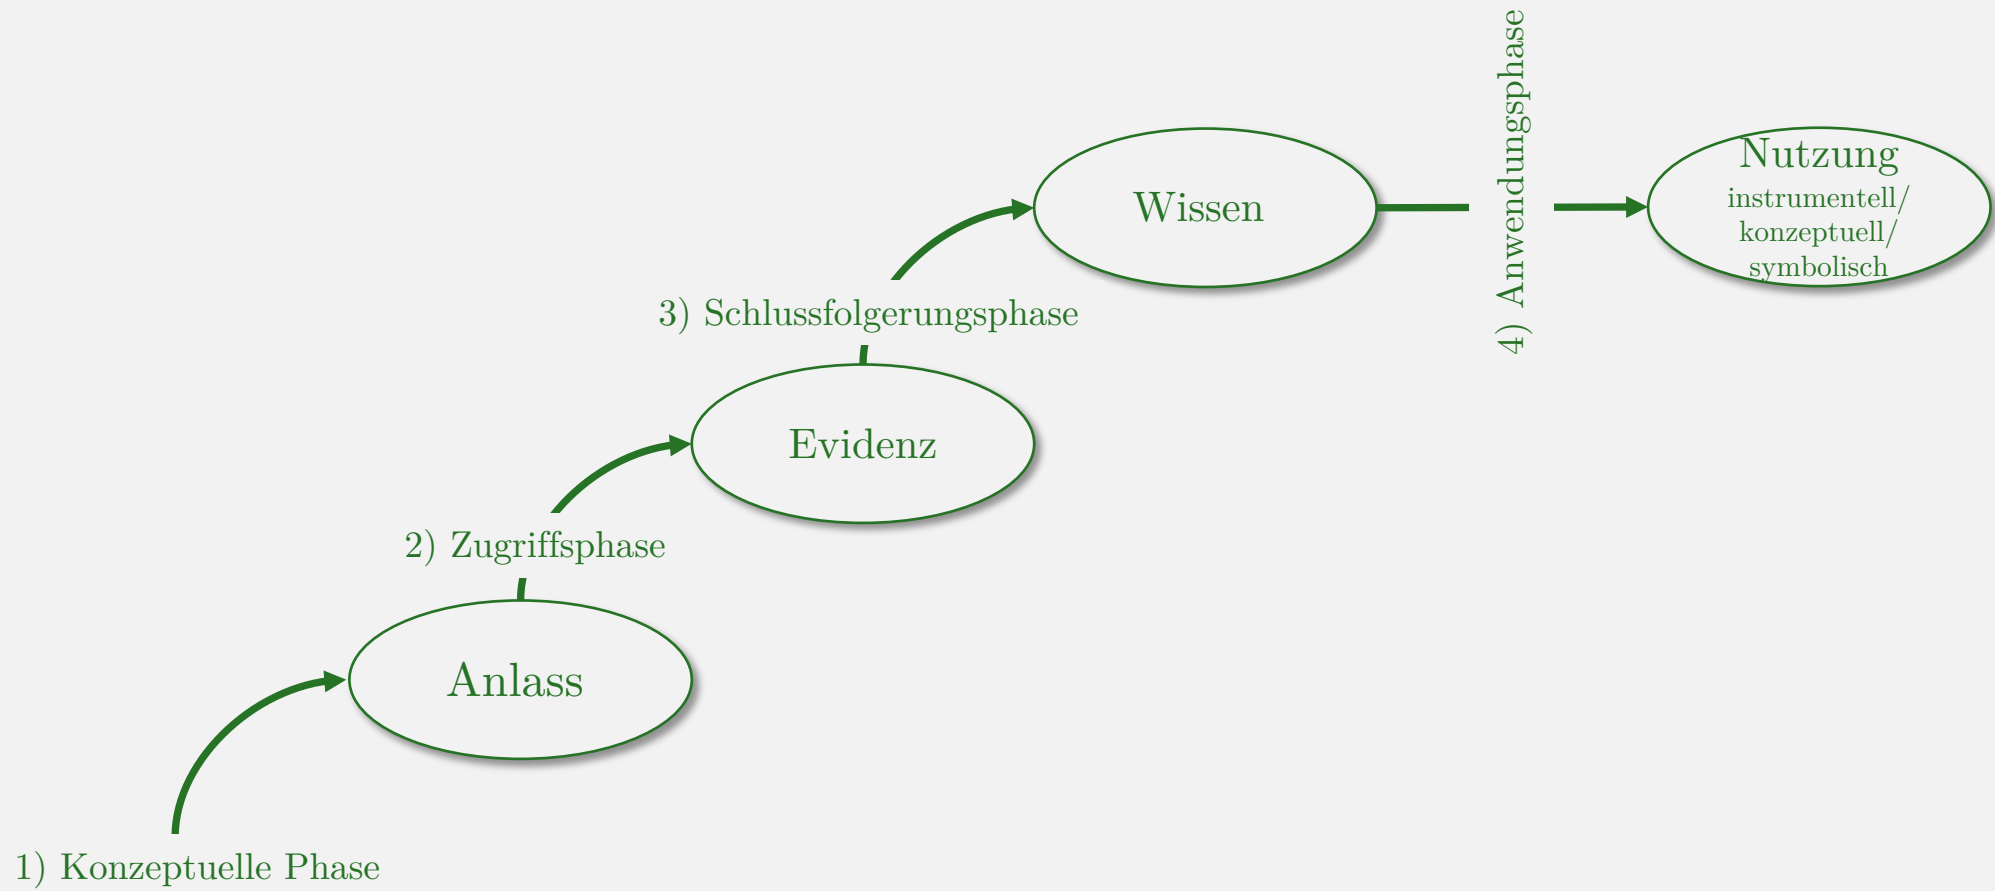 1) Konzeptuelle Phase
Anlass
2) Zugriffsphase
Evidenz
3) Schlussfolgerungsphase
Wissen
4) Anwendungsphase
Nutzung
instrumentell/
konzeptuell/
symbolisch